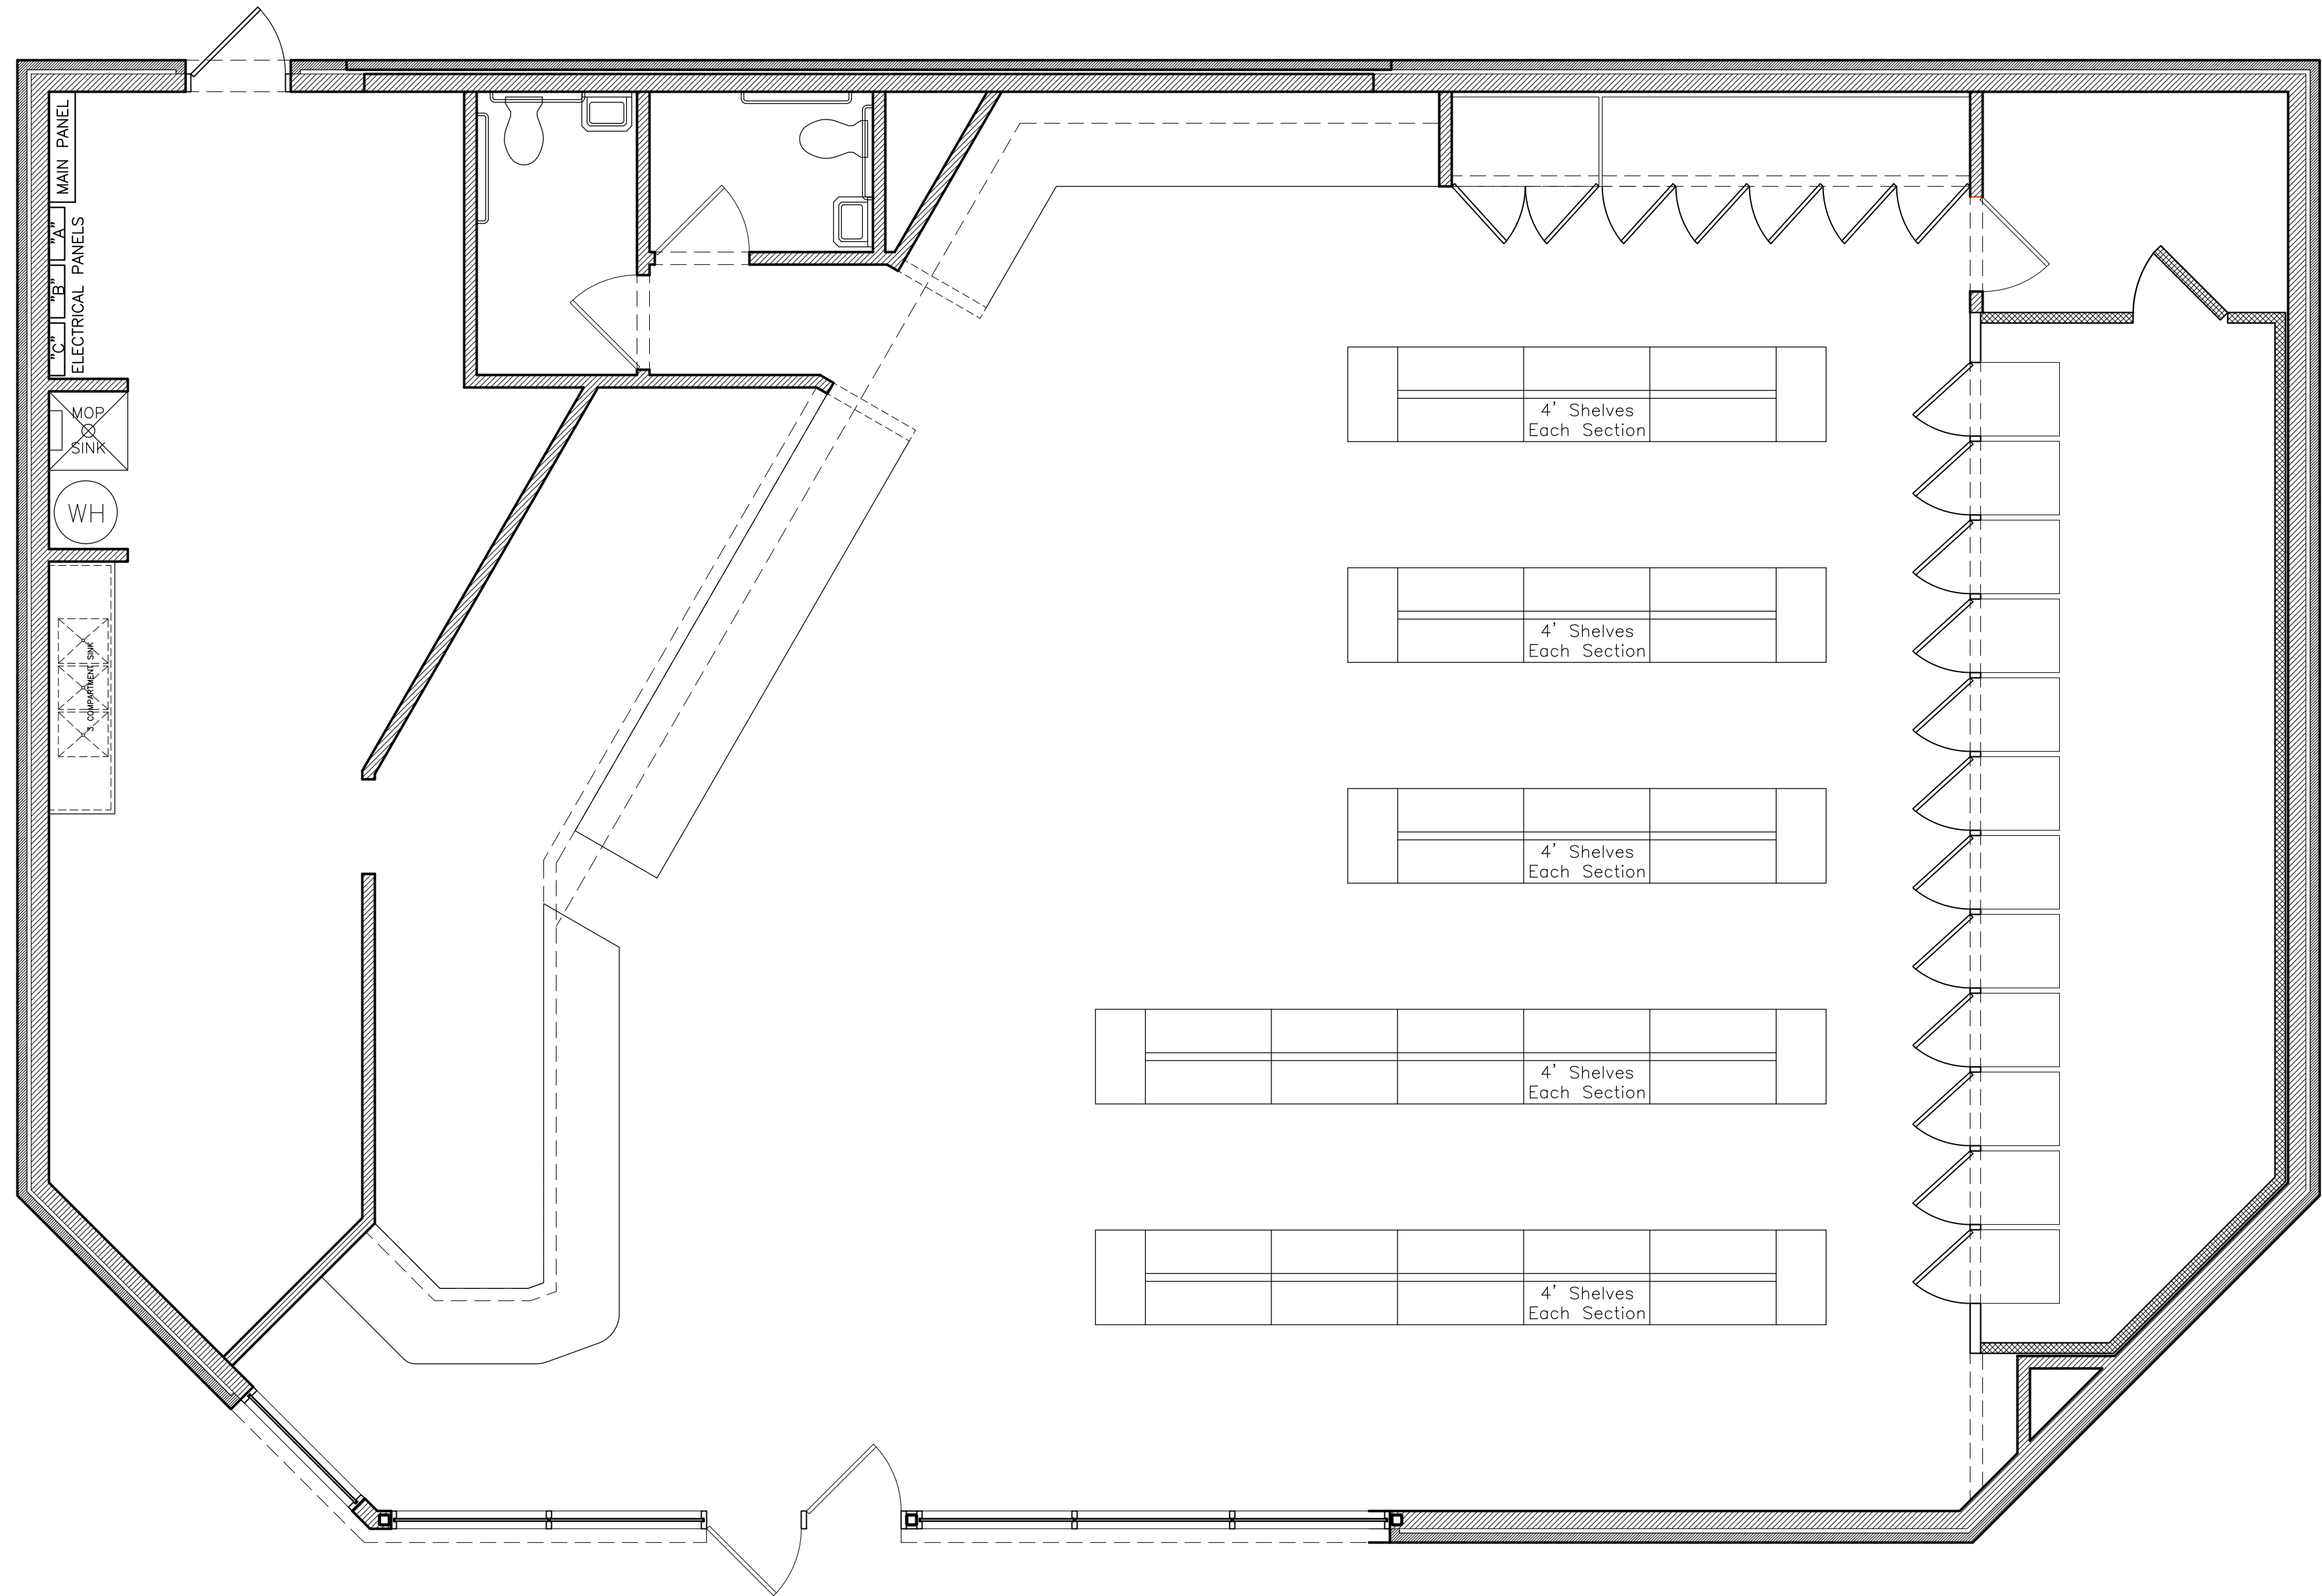 MAIN PANEL
"A"
"B"
"C"
ELECTRICAL PANELS
MOP
SINK
WH
3 COMPARTMENT SINK
4' Shelves
Each Section
4' Shelves
Each Section
4' Shelves
Each Section
4' Shelves
Each Section
4' Shelves
Each Section